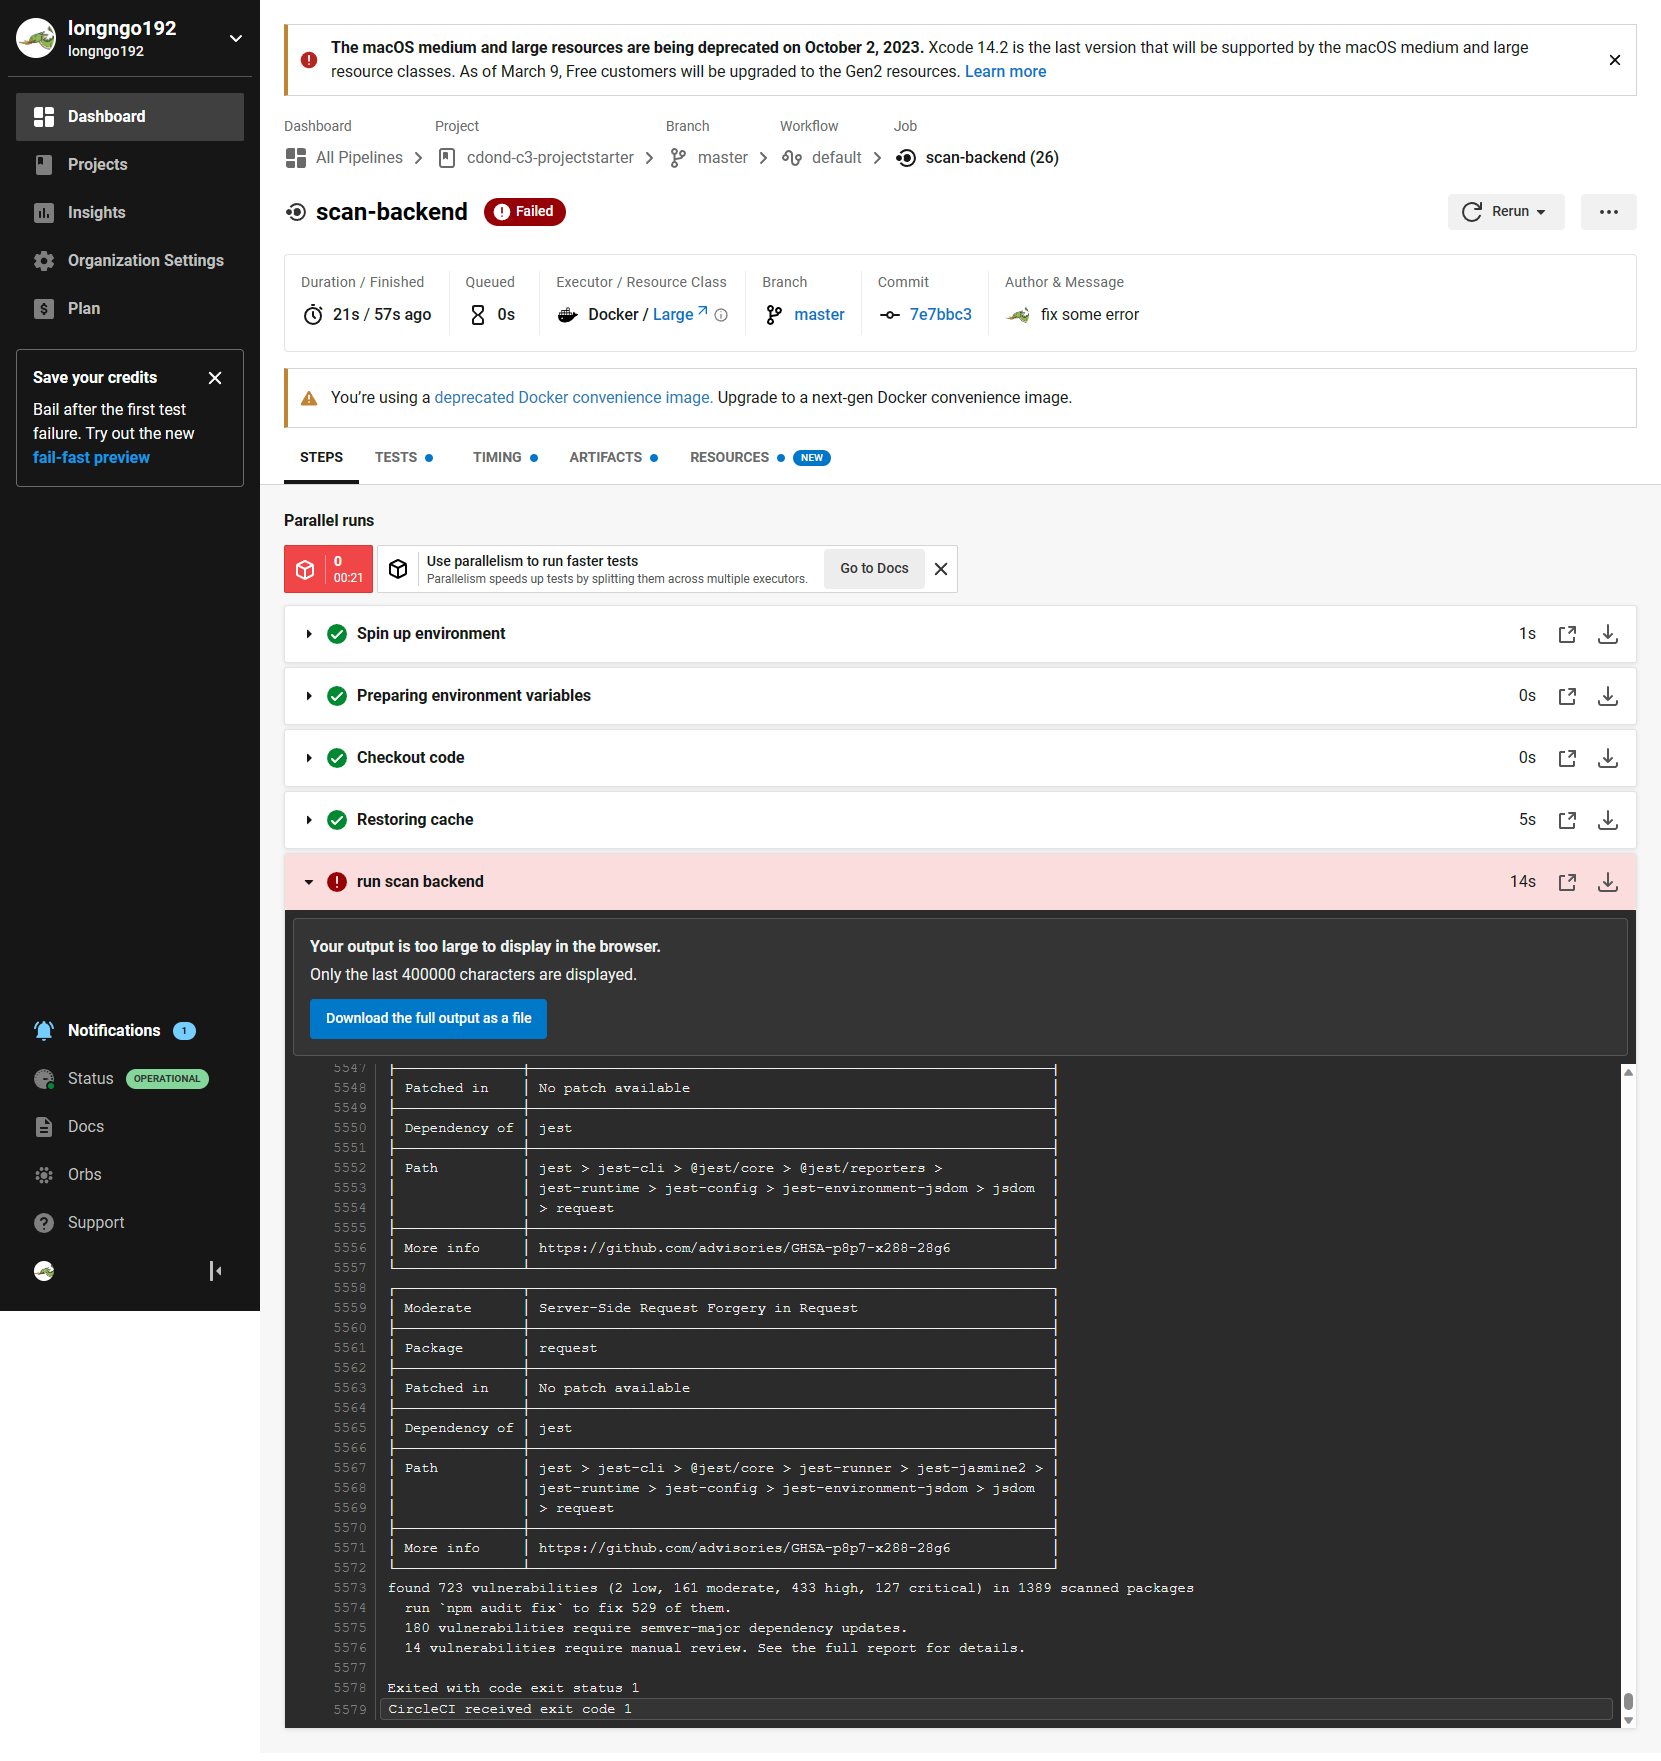 longngo192
longngo192
Dashboard
Projects
Insights
Organization Settings
Plan
Save your credits
Bail after the first test
failure. Try out the new
fail-fast preview
Notifications 1
Status OPERATIONAL
Docs
Orbs
Support
The macOS medium and large resources are being deprecated on October 2, 2023. Xcode 14.2 is the last version that will be supported by the macOS medium and large
resource classes. As of March 9, Free customers will be upgraded to the Gen2 resources. Learn more
Dashboard Project Branch Workflow Job
All Pipelines cdond-c3-projectstarter master default scan-backend (26)
scan-backend Failed
Rerun
Duration / Finished Queued Executor / Resource Class Branch Commit Author & Message
21s / 57s ago 0s Docker / Large master 7e7bbc3 fix some error
You're using a deprecated Docker convenience image. Upgrade to a next-gen Docker convenience image.
STEPS TESTS TIMING ARTIFACTS RESOURCES NEW
Parallel runs
0
00:21
Use parallelism to run faster tests
Parallelism speeds up tests by splitting them across multiple executors.
Go to Docs
Spin up environment 1s
Preparing environment variables 0s
Checkout code 0s
Restoring cache 5s
run scan backend 14s
Your output is too large to display in the browser.
Only the last 400000 characters are displayed.
Download the full output as a file
5547
5548 Patched in No patch available
5549
5550 Dependency of jest
5551
5552 Path jest > jest-cli > @jest/core > @jest/reporters >
5553 jest-runtime > jest-config > jest-environment-jsdom > jsdom
5554 > request
5555
5556 More info https://github.com/advisories/GHSA-p8p7-x288-28g6
5557
5558
5559 Moderate Server-Side Request Forgery in Request
5560
5561 Package request
5562
5563 Patched in No patch available
5564
5565 Dependency of jest
5566
5567 Path jest > jest-cli > @jest/core > jest-runner > jest-jasmine2 >
5568 jest-runtime > jest-config > jest-environment-jsdom > jsdom
5569 > request
5570
5571 More info https://github.com/advisories/GHSA-p8p7-x288-28g6
5572
5573 found 723 vulnerabilities (2 low, 161 moderate, 433 high, 127 critical) in 1389 scanned packages
5574 run `npm audit fix` to fix 529 of them.
5575 180 vulnerabilities require semver-major dependency updates.
5576 14 vulnerabilities require manual review. See the full report for details.
5577
5578 Exited with code exit status 1
5579 CircleCI received exit code 1